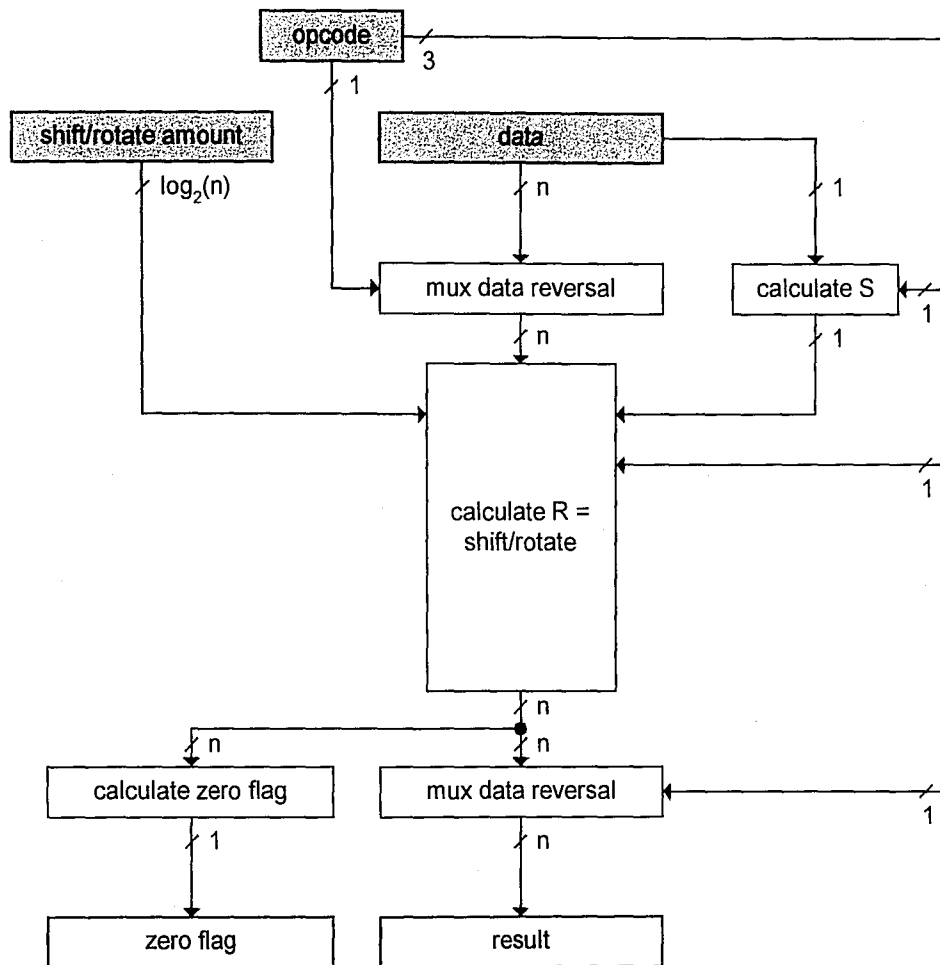 opcode
3
1
shift/rotate amount
data
log2(n)
n
1
mux data reversal
calculate S
1
n
1
calculate R =
shift/rotate
1
n
n
n
calculate zero flag
mux data reversal
1
1
n
zero flag
result